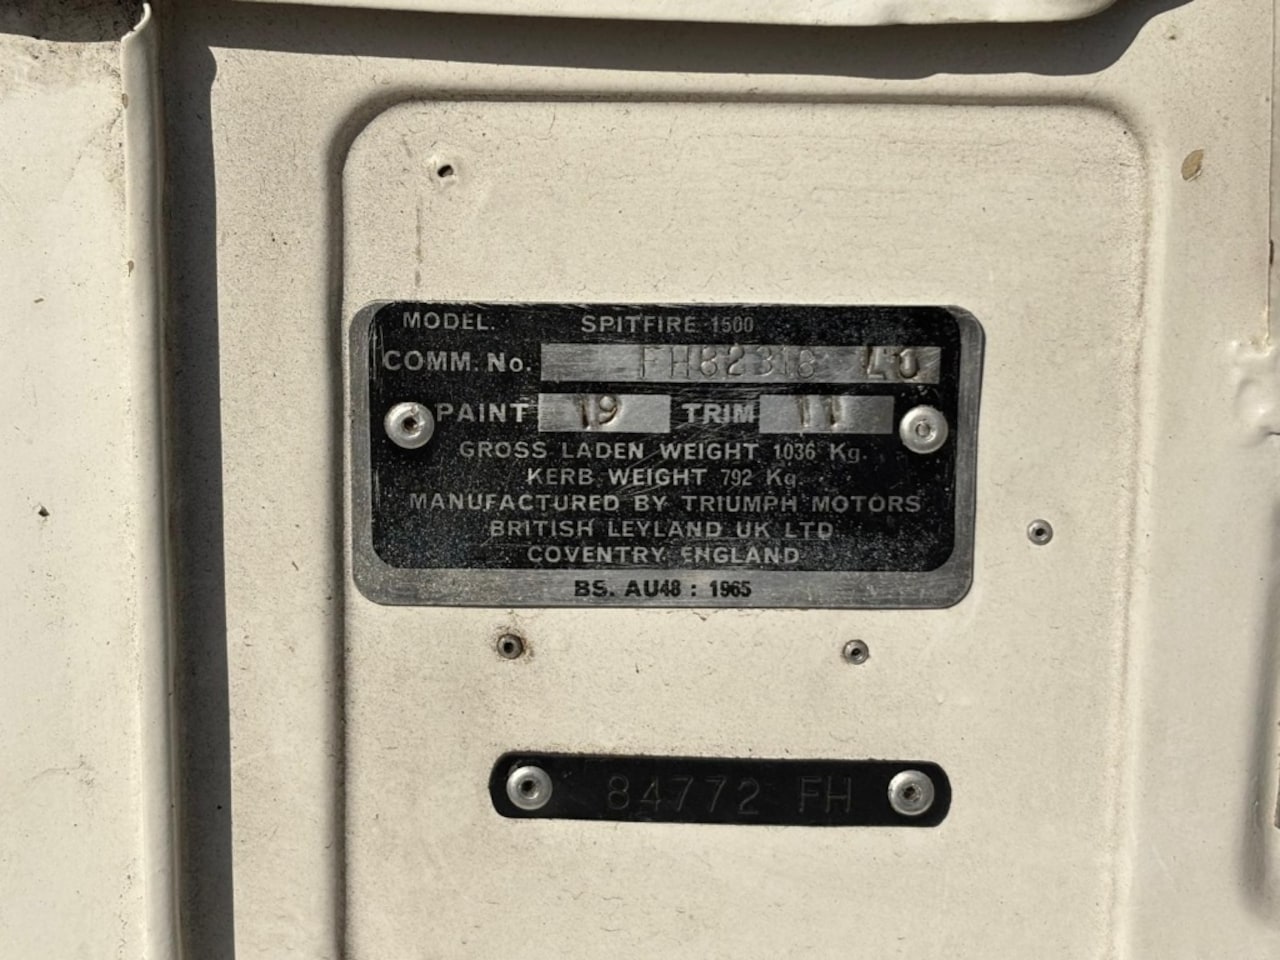 MODEL. SPITFIRE 1500
COMM. No. FH82318 LO
PAINT 19 TRIM 11
GROSS LADEN WEIGHT 1036 Kg.
KERB WEIGHT 792 Kg.
MANUFACTURED BY TRIUMPH MOTORS
BRITISH LEYLAND UK LTD
COVENTRY, ENGLAND
BS. AU48 : 1965
84772 FH